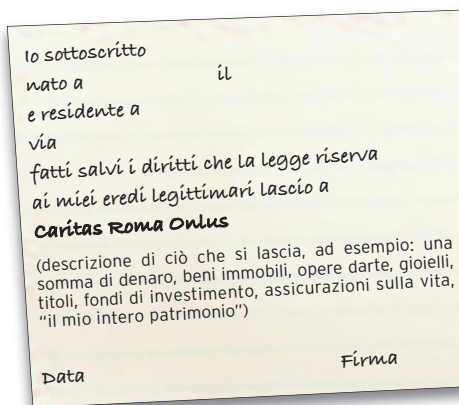 Io sottoscritto
nato a il
e residente a
via
fatti salvi i diritti che la legge riserva
ai miei eredi legittimari lascio a
Caritas Roma Onlus
(descrizione di ciò che si lascia, ad esempio: una
somma di denaro, beni immobili, opere darte, gioielli,
titoli, fondi di investimento, assicurazioni sulla vita,
“il mio intero patrimonio”)
Data Firma